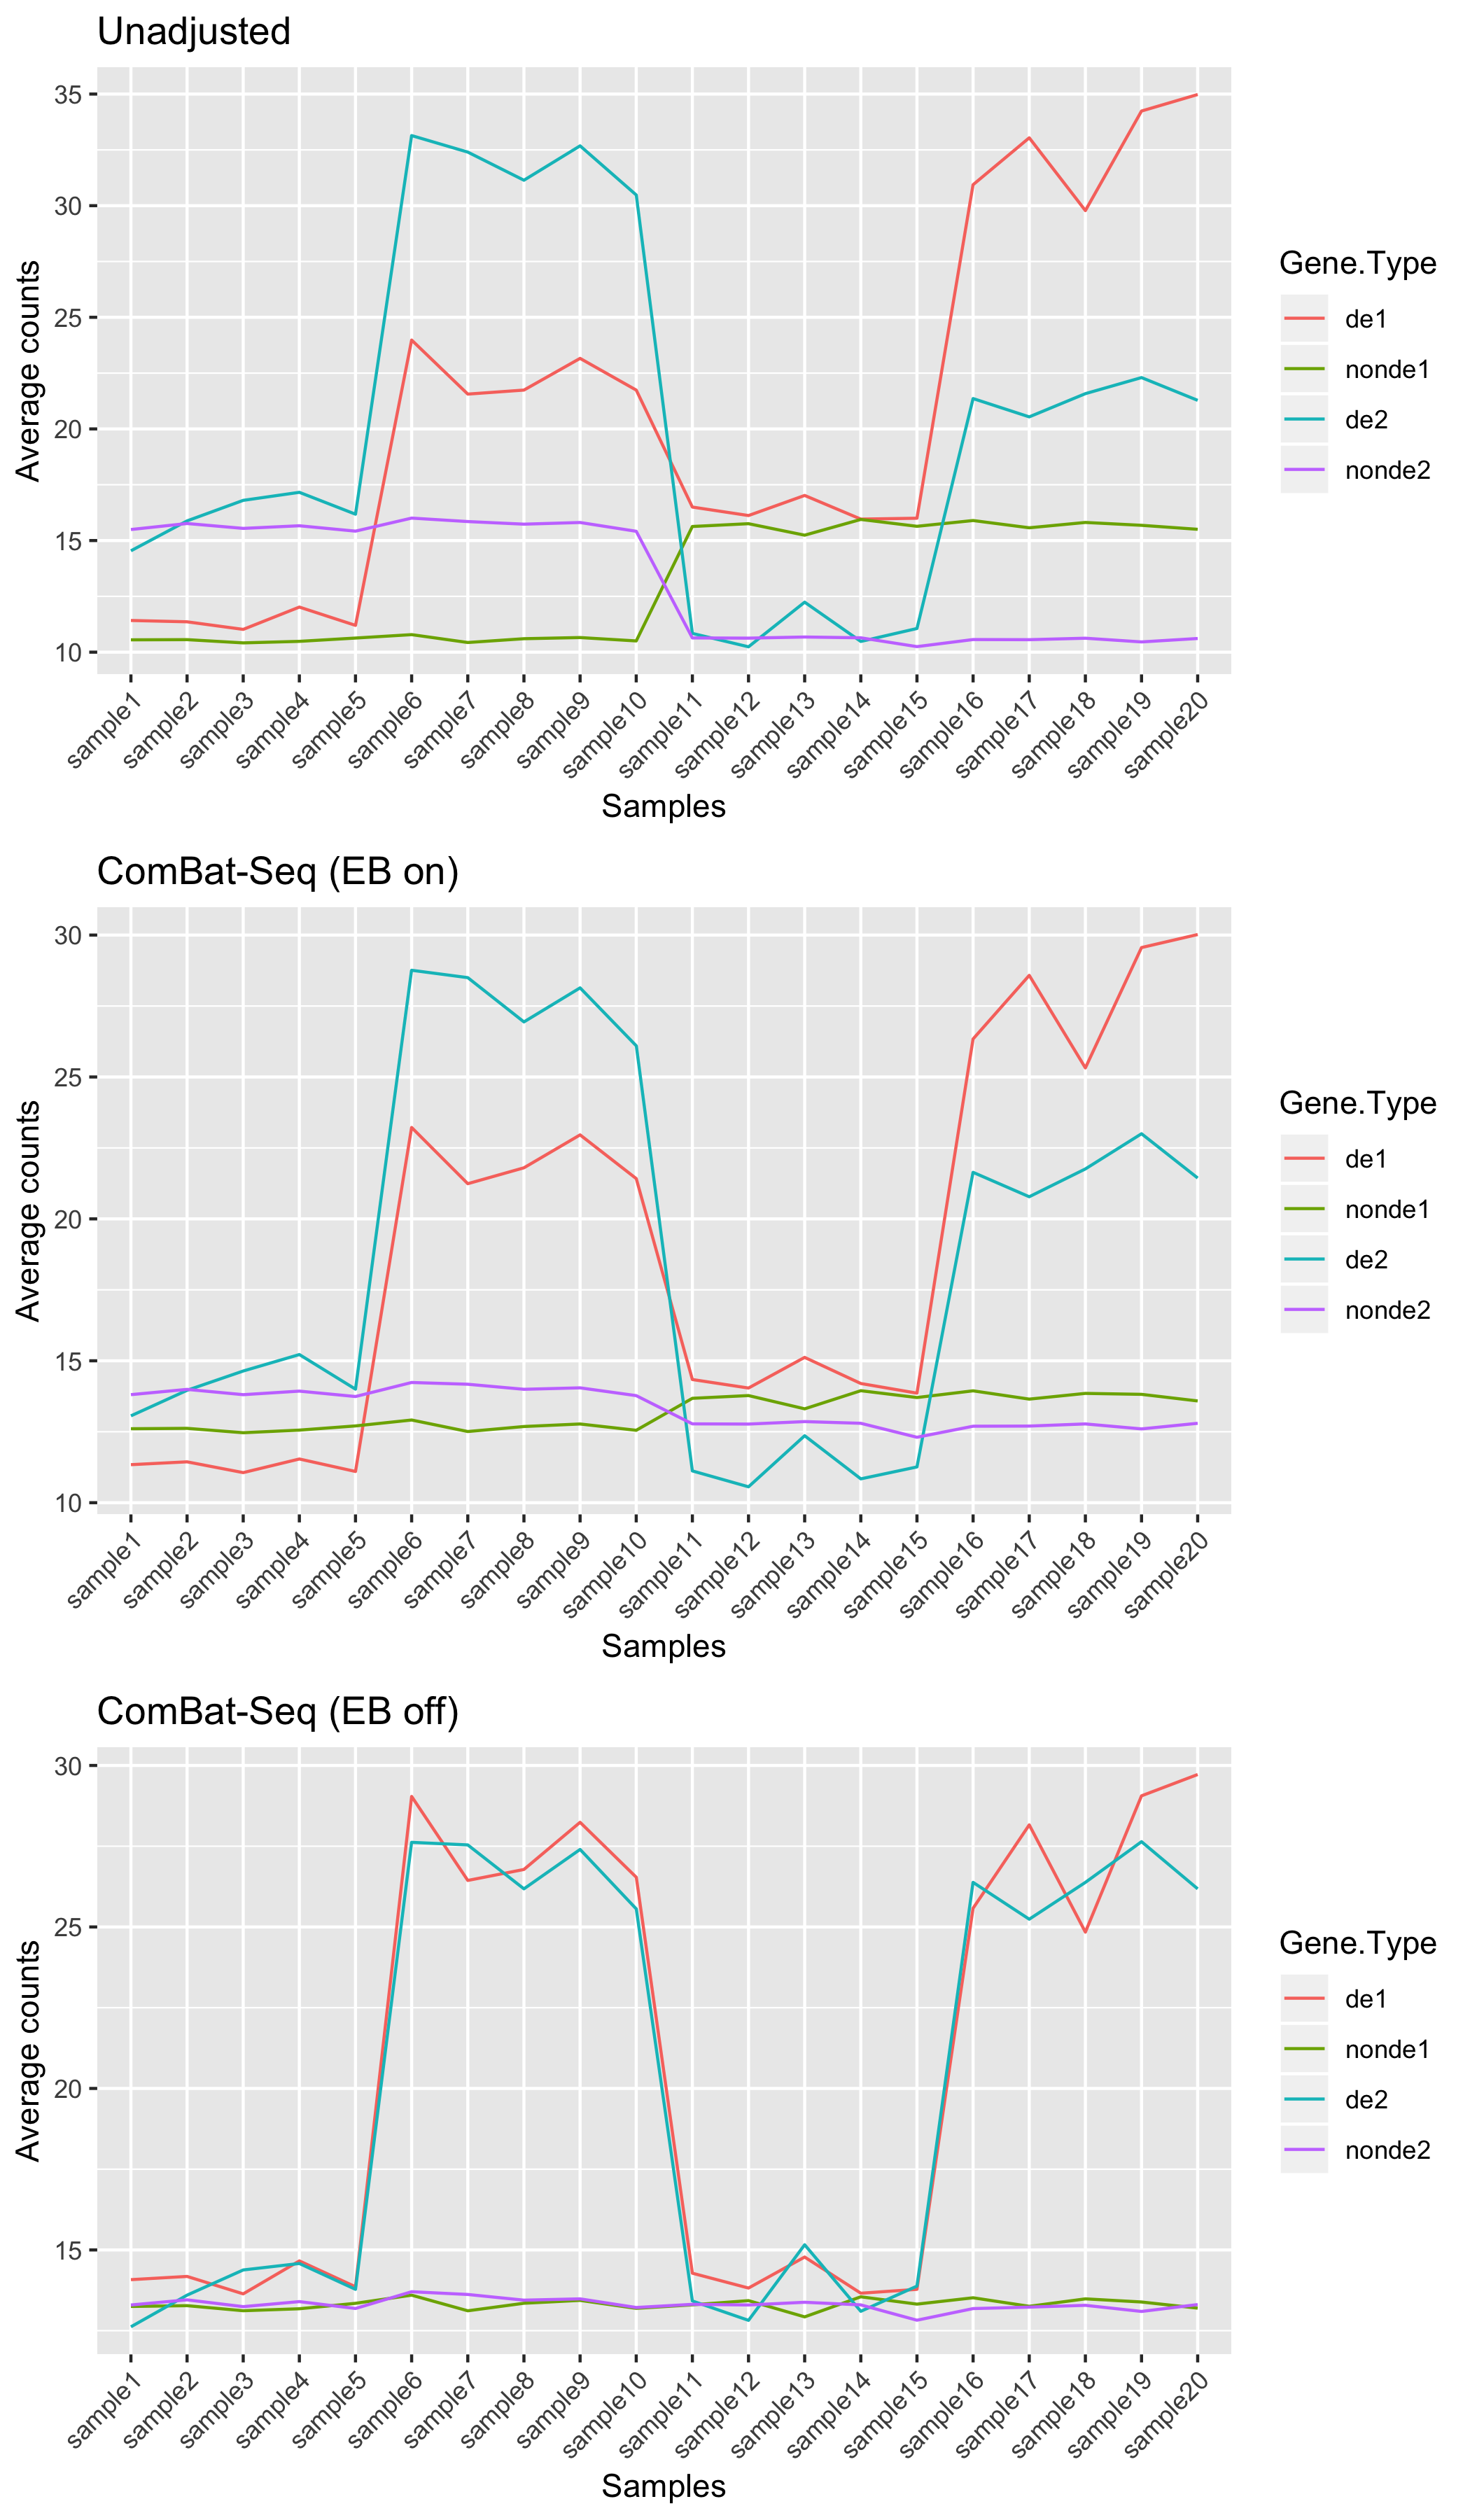 Unadjusted
35
30
25
20
15
10
Average counts
sample1
sample2
sample3
sample4
sample5
sample6
sample7
sample8
sample9
sample10
sample11
sample12
sample13
sample14
sample15
sample16
sample17
sample18
sample19
sample20
Samples
Gene.Type
de1
nonde1
de2
nonde2
ComBat-Seq (EB on)
30
25
20
15
10
Average counts
sample1
sample2
sample3
sample4
sample5
sample6
sample7
sample8
sample9
sample10
sample11
sample12
sample13
sample14
sample15
sample16
sample17
sample18
sample19
sample20
Samples
Gene.Type
de1
nonde1
de2
nonde2
ComBat-Seq (EB off)
30
25
20
15
Average counts
sample1
sample2
sample3
sample4
sample5
sample6
sample7
sample8
sample9
sample10
sample11
sample12
sample13
sample14
sample15
sample16
sample17
sample18
sample19
sample20
Samples
Gene.Type
de1
nonde1
de2
nonde2